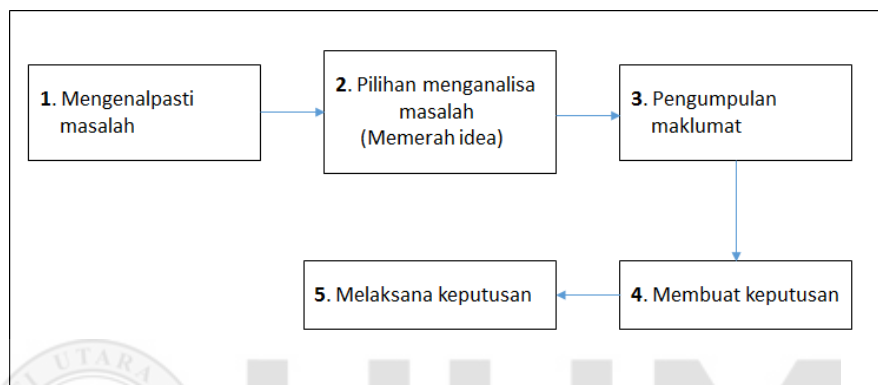 1. Mengenalpasti
masalah
2. Pilihan menganalisa
masalah
(Memerah idea)
3. Pengumpulan
maklumat
5. Melaksana keputusan
4. Membuat keputusan
UTARA